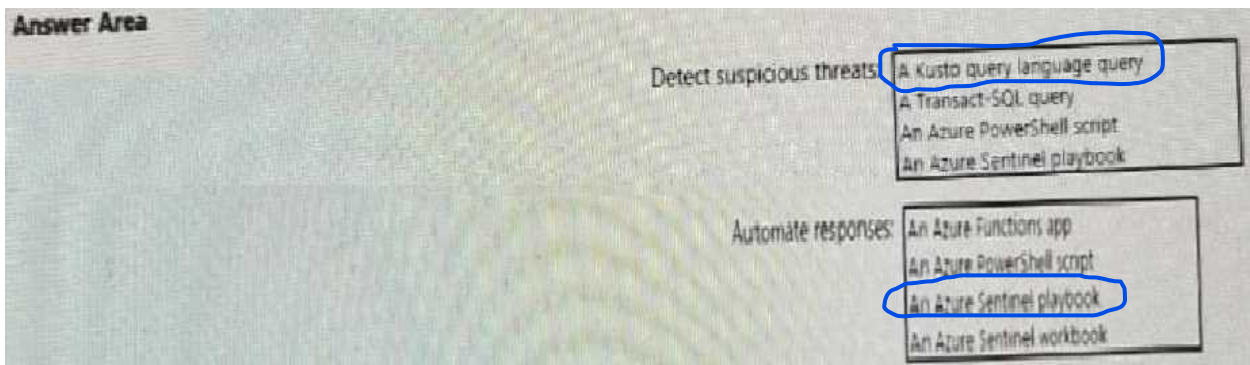 Answer Area
Detect suspicious threats: A Kusto query language query
A Transact-SQL query
An Azure PowerShell script
An Azure Sentinel playbook
Automate responses: An Azure Functions app
An Azure PowerShell script
An Azure Sentinel playbook
An Azure Sentinel workbook